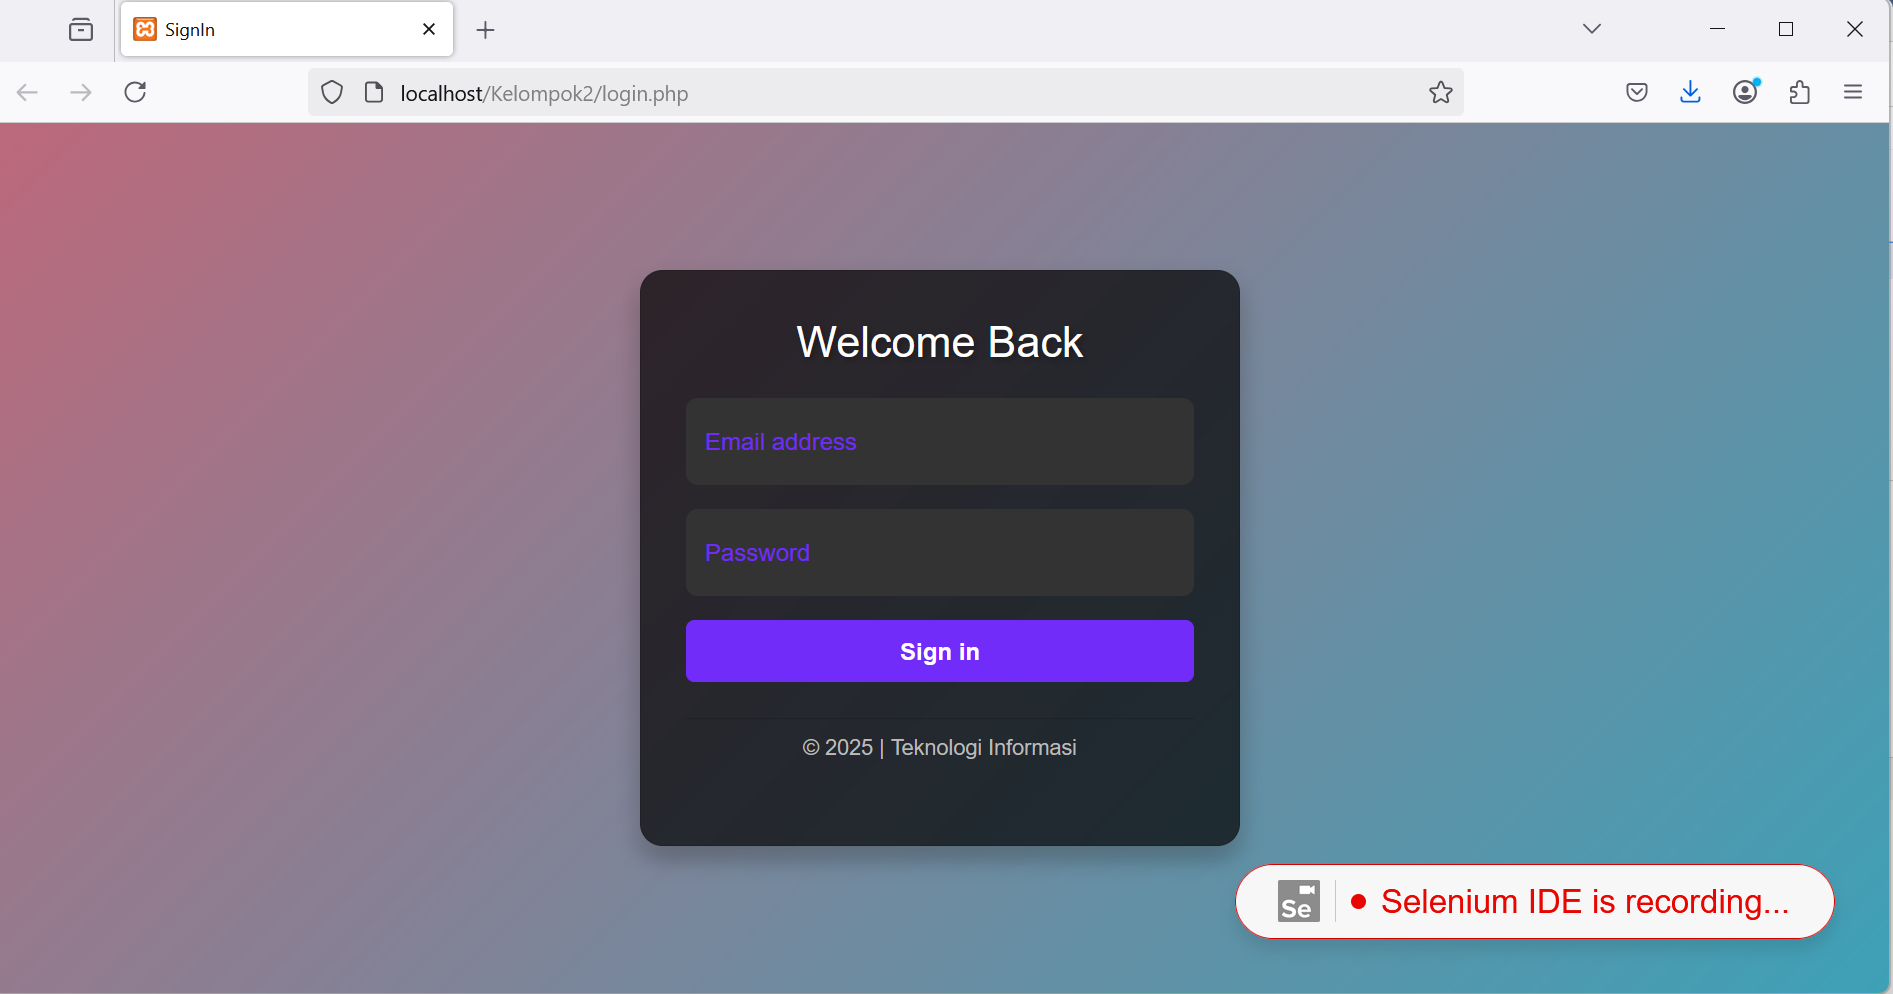 SignIn
localhost/Kelompok2/login.php
Welcome Back
Email address
Password
Sign in
© 2025 | Teknologi Informasi
Se
Selenium IDE is recording...